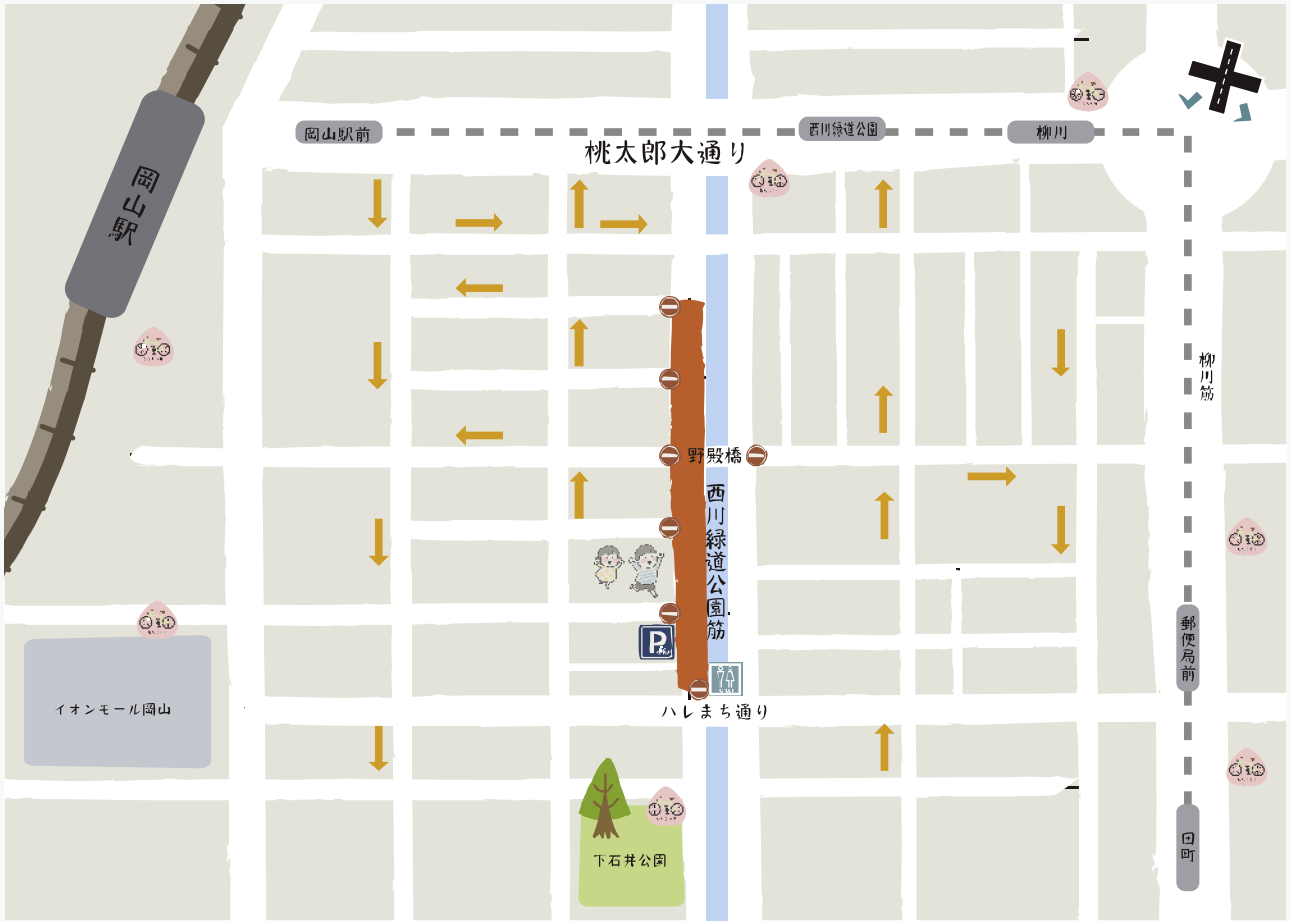 岡山駅前
西川緑道公園
柳川
桃太郎大通り
岡山駅
柳川筋
野殿橋
西川緑道公園筋
郵便局前
P
イオンモール岡山
ハレまち通り
下石井公園
田町